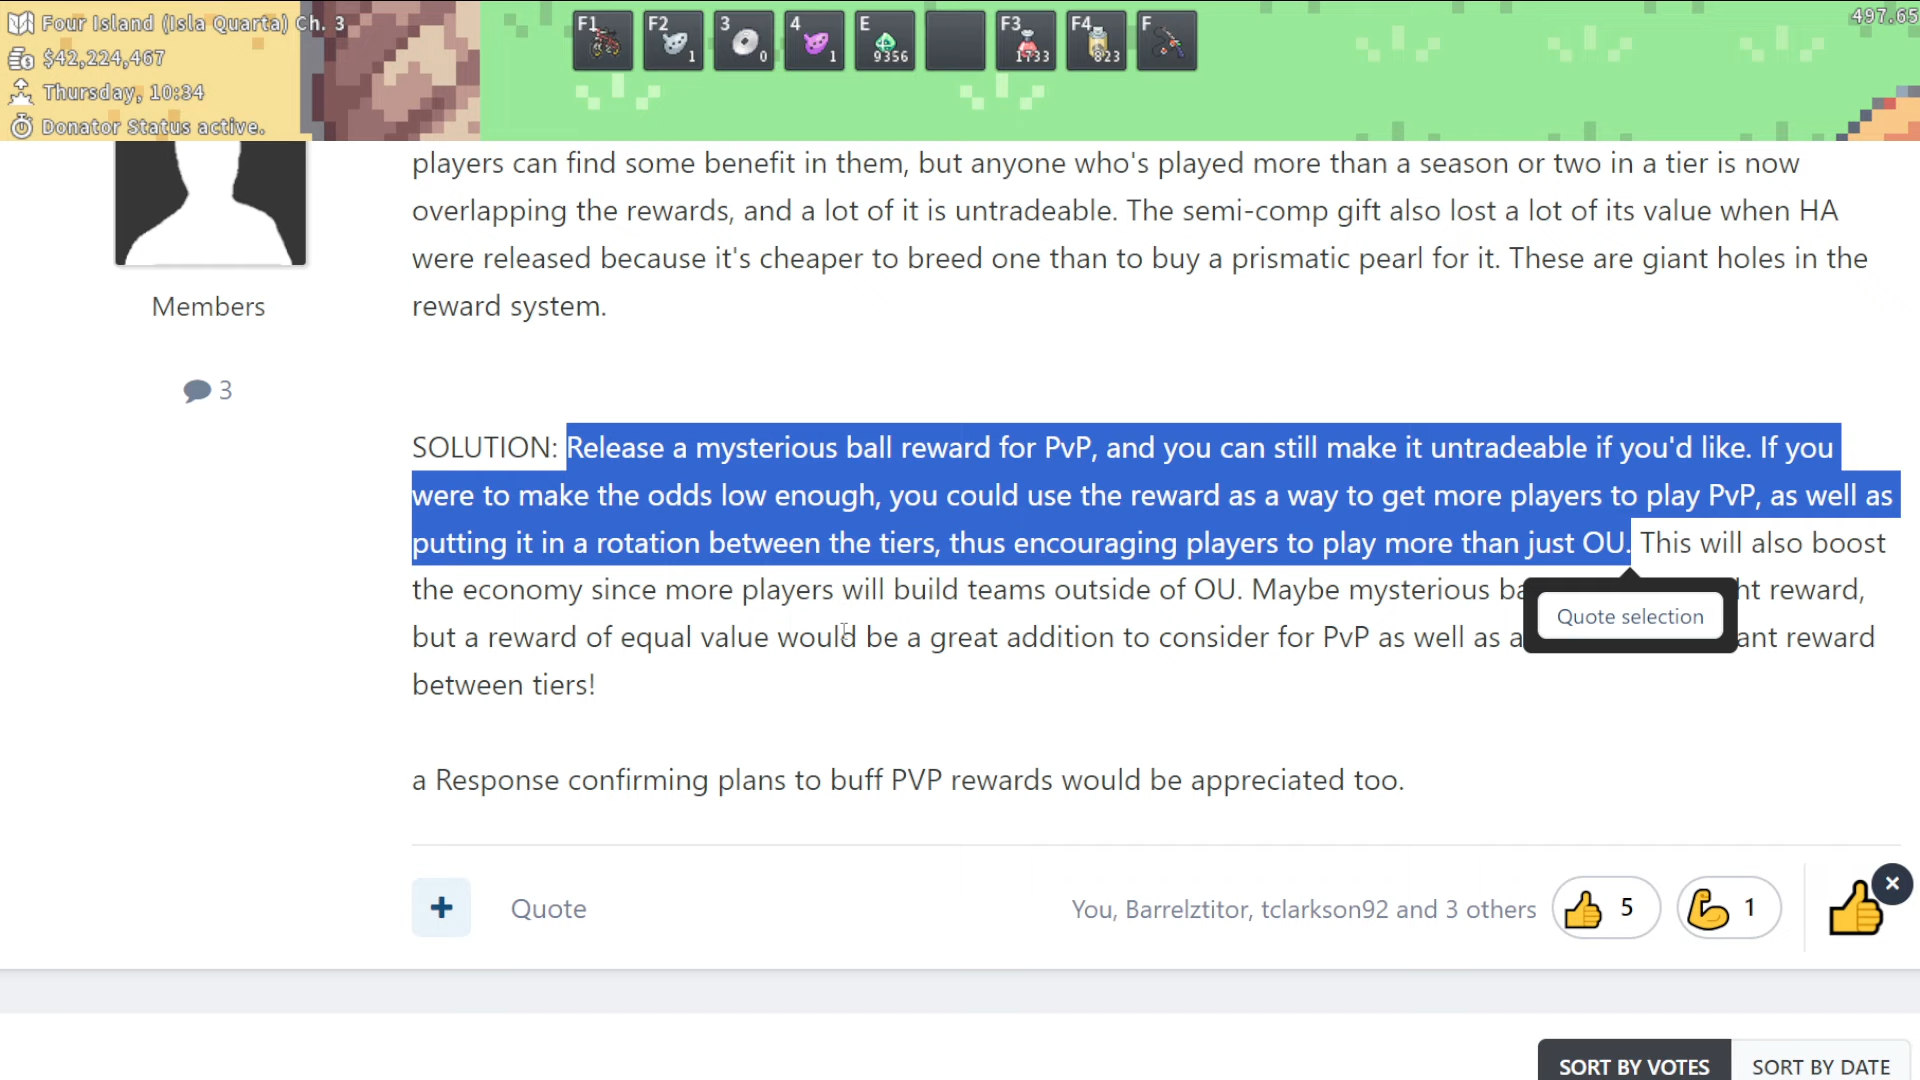 Four Island (Isla Quarta) Ch. 3
$42,224,467
Thursday, 10:34
Donator Status active.
F1 F2 3 4 E F3 F4 F
1 0 1 9356 1733 823
497.65
players can find some benefit in them, but anyone who's played more than a season or two in a tier is now
overlapping the rewards, and a lot of it is untradeable. The semi-comp gift also lost a lot of its value when HA
were released because it's cheaper to breed one than to buy a prismatic pearl for it. These are giant holes in the
reward system.
Members
3
SOLUTION: Release a mysterious ball reward for PvP, and you can still make it untradeable if you'd like. If you
were to make the odds low enough, you could use the reward as a way to get more players to play PvP, as well as
putting it in a rotation between the tiers, thus encouraging players to play more than just OU. This will also boost
the economy since more players will build teams outside of OU. Maybe mysterious ba ht reward,
but a reward of equal value would be a great addition to consider for PvP as well as a ant reward
between tiers!
Quote selection
a Response confirming plans to buff PVP rewards would be appreciated too.
+ Quote
You, Barrelztitor, tclarkson92 and 3 others
5
1
SORT BY VOTES SORT BY DATE